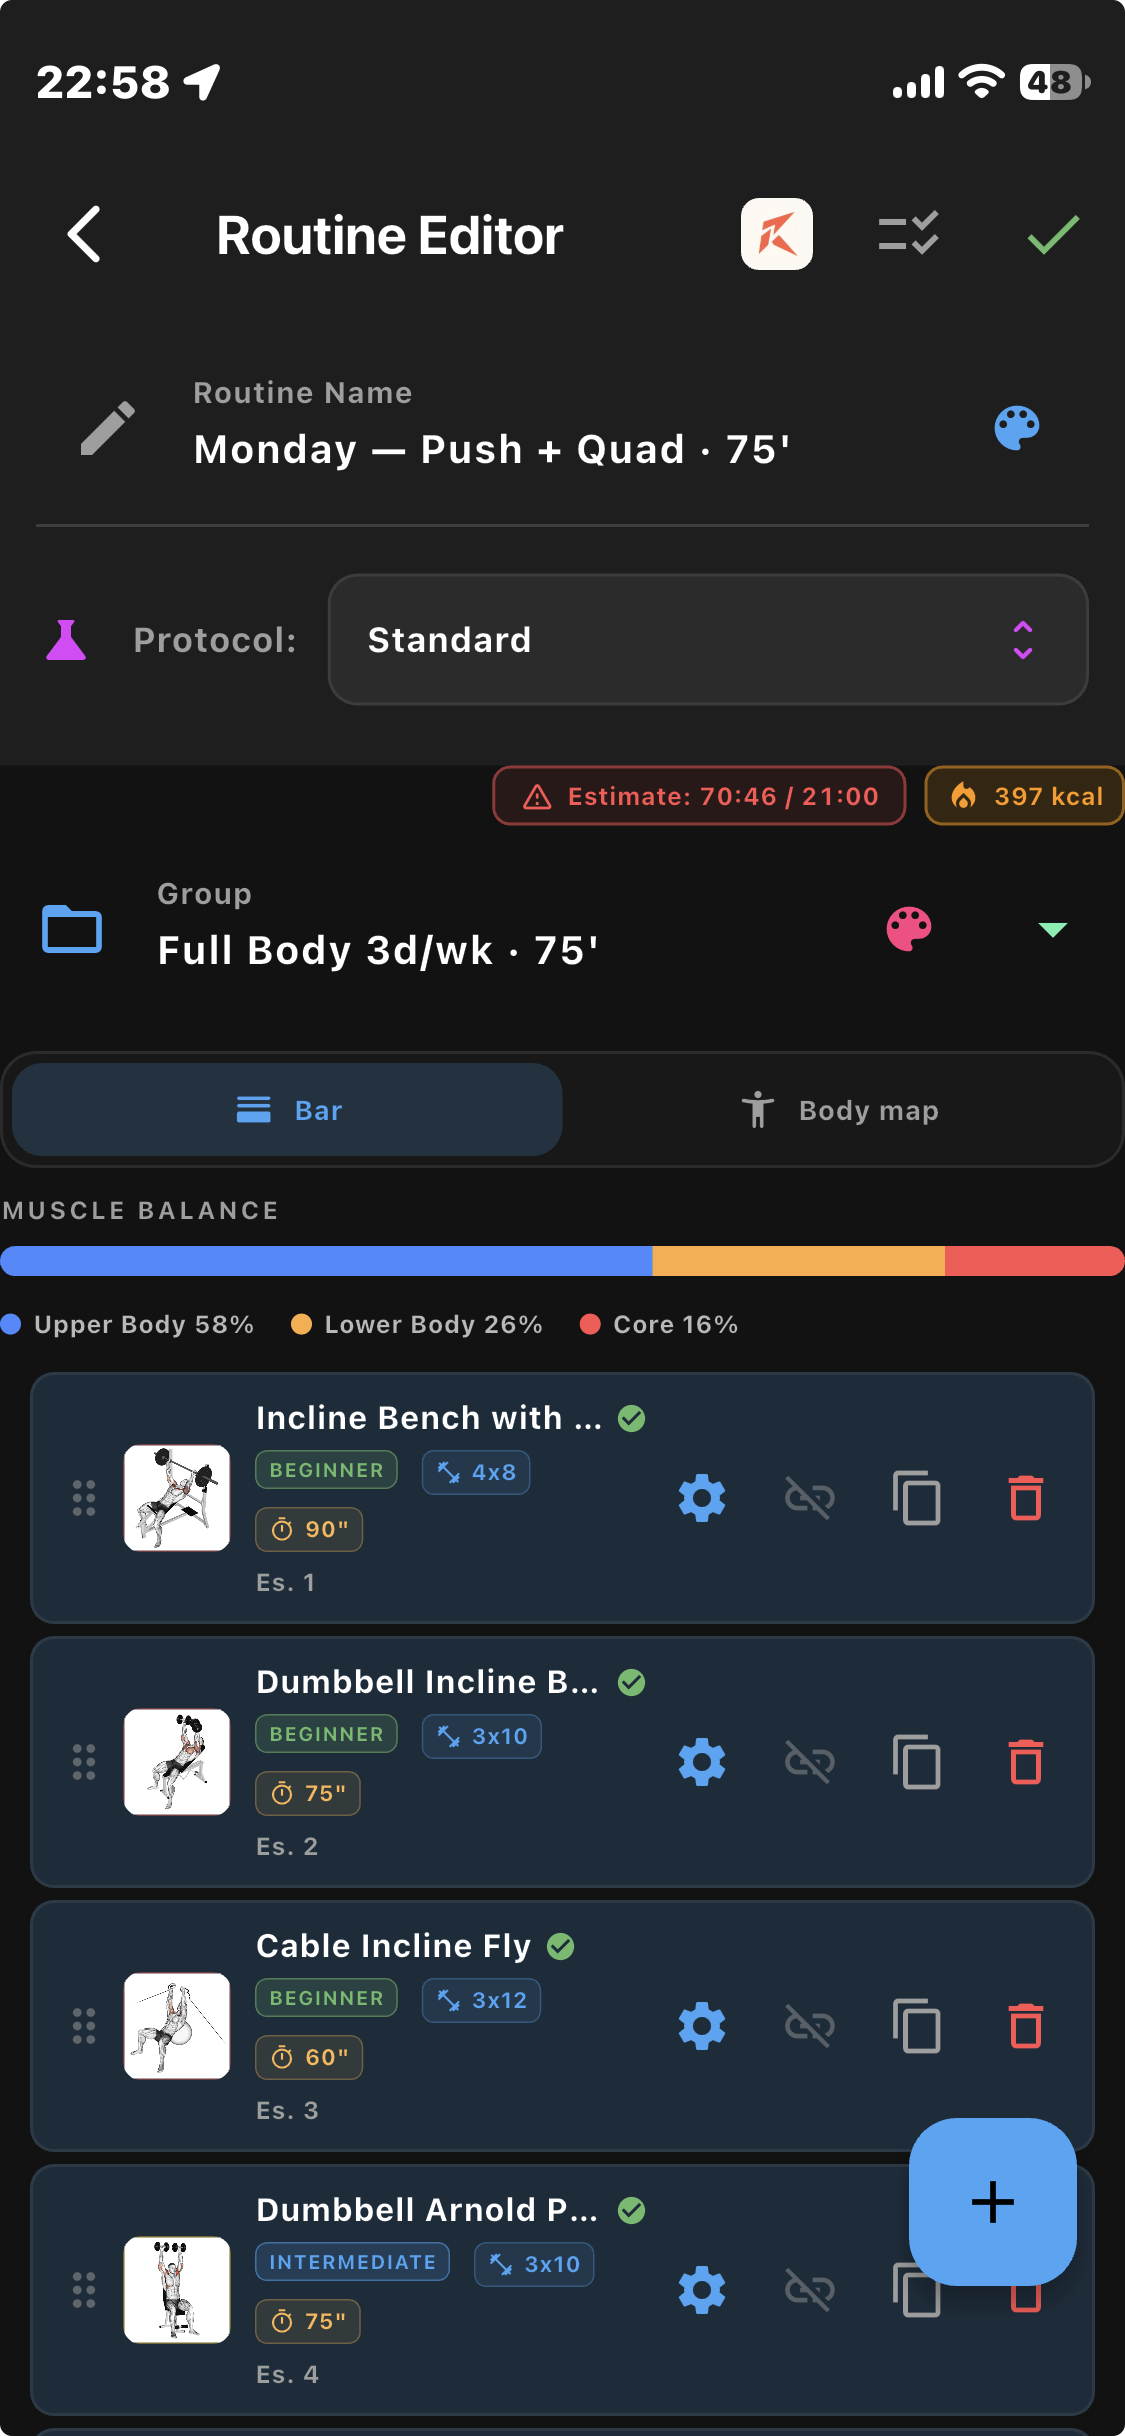 22:58
48
Routine Editor
Routine Name
Monday — Push + Quad · 75'
Protocol:
Standard
Estimate: 70:46 / 21:00
397 kcal
Group
Full Body 3d/wk · 75'
Bar
Body map
MUSCLE BALANCE
Upper Body 58%
Lower Body 26%
Core 16%
Incline Bench with ...
BEGINNER
4x8
90"
Es. 1
Dumbbell Incline B...
BEGINNER
3x10
75"
Es. 2
Cable Incline Fly
BEGINNER
3x12
60"
Es. 3
Dumbbell Arnold P...
INTERMEDIATE
3x10
75"
Es. 4